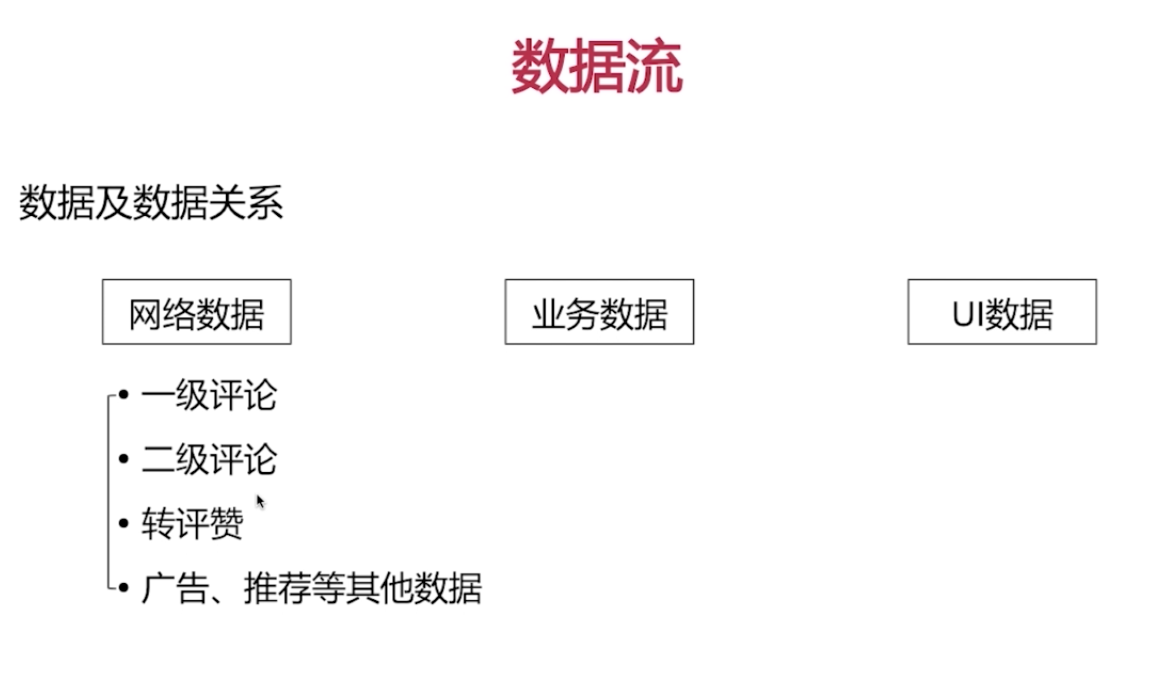 数据流
数据及数据关系
网络数据
业务数据
UI数据
• 一级评论
• 二级评论
• 转评赞
• 广告、推荐等其他数据